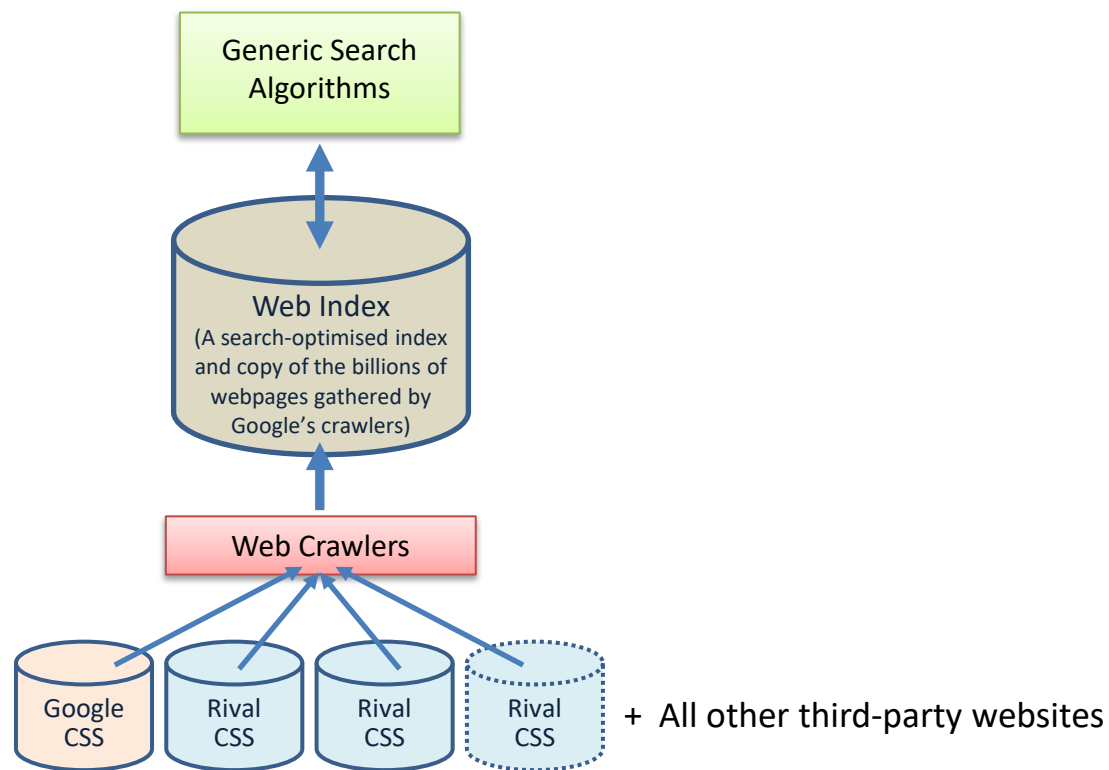 Generic Search
Algorithms
Web Index
(A search-optimised index
and copy of the billions of
webpages gathered by
Google’s crawlers)
Web Crawlers
Google
CSS
Rival
CSS
Rival
CSS
Rival
CSS
+ All other third-party websites